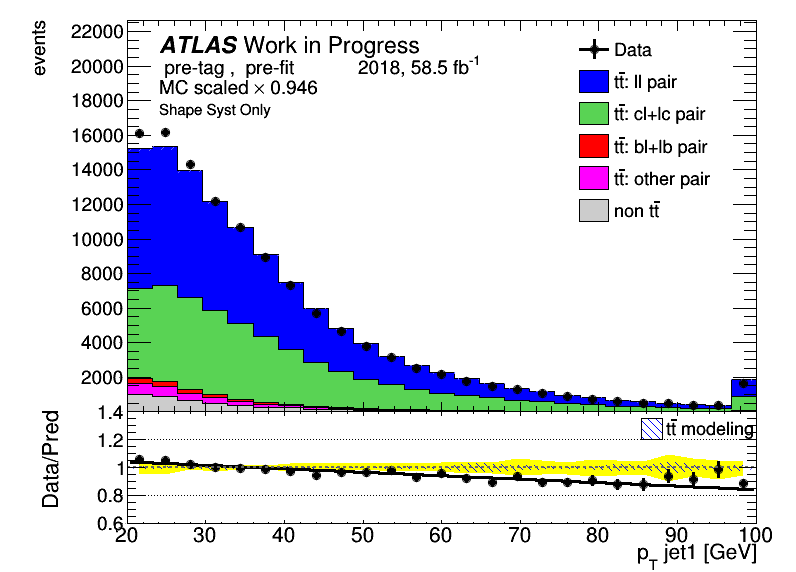 events
22000
20000
18000
16000
14000
12000
10000
8000
6000
4000
2000
ATLAS Work in Progress
pre-tag , pre-fit 2018, 58.5 fb⁻¹
MC scaled × 0.946
Shape Syst Only
Data
tt̄: ll pair
tt̄: cl+lc pair
tt̄: bl+lb pair
tt̄: other pair
non tt̄
Data/Pred
1.4
1.2
1
0.8
0.6
tt̄ modeling
20 30 40 50 60 70 80 90 100
p_T jet1 [GeV]